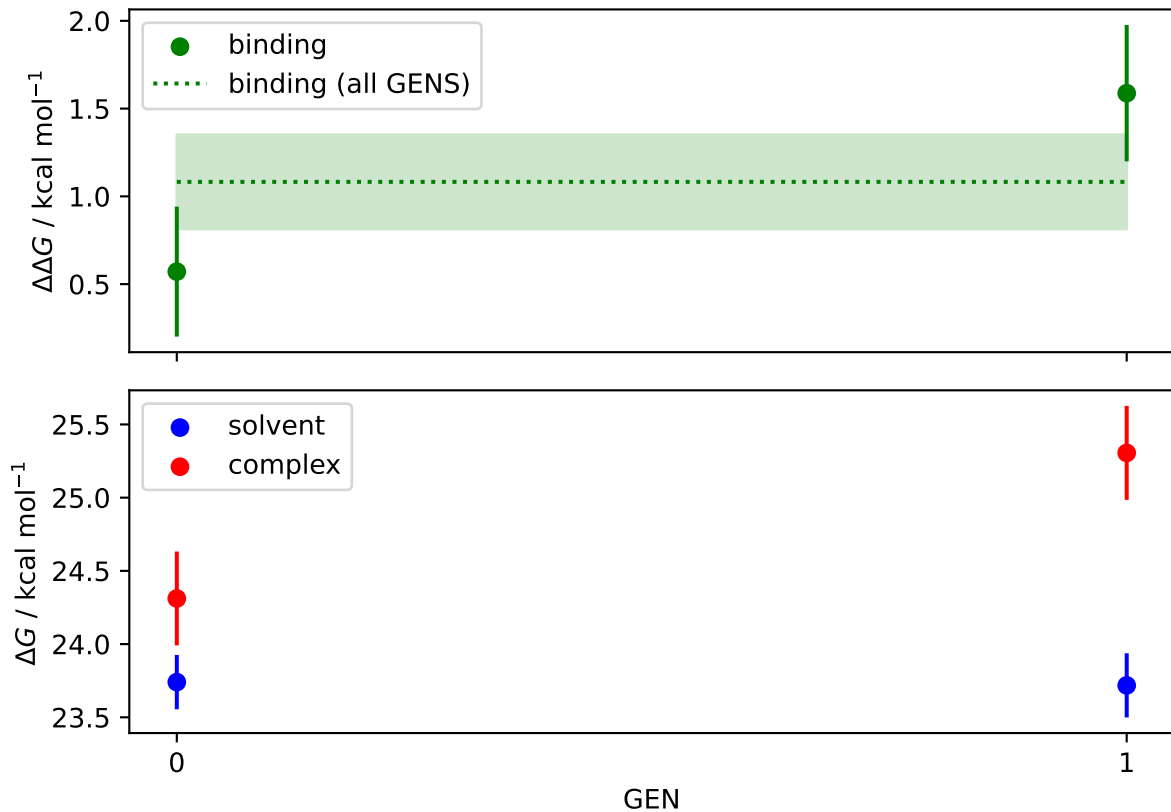 2.0
1.5
1.0
0.5
ΔΔG / kcal mol⁻¹
binding
binding (all GENS)
25.5
25.0
24.5
24.0
23.5
ΔG / kcal mol⁻¹
solvent
complex
0
1
GEN